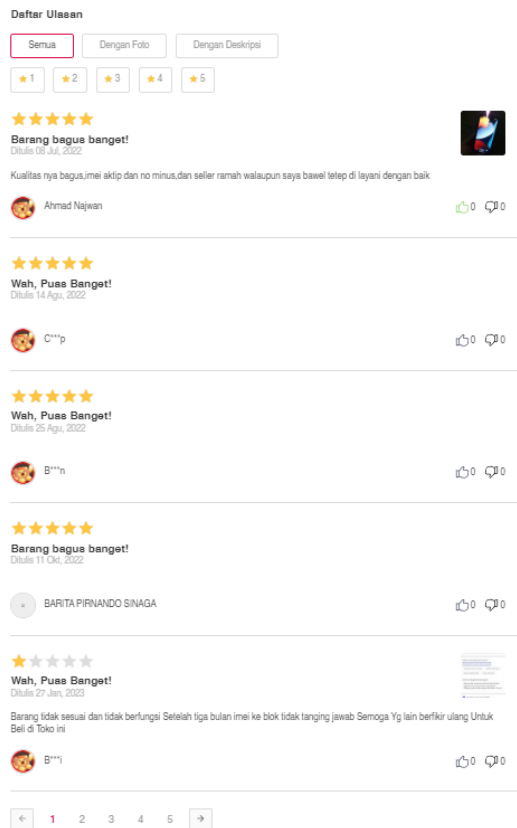 Daftar Ulasan
Semua
Dengan Foto
Dengan Deskripsi
1
2
3
4
5
Barang bagus banget!
Ditulis 08 Jul, 2022
Kualitas nya bagus,imei aktip dan no minus,dan seller ramah walaupun saya bawel tetep di layani dengan baik
Ahmad Najwan
0
0
Wah, Puas Banget!
Ditulis 14 Agu, 2022
C***p
0
0
Wah, Puas Banget!
Ditulis 25 Agu, 2022
B***n
0
0
Barang bagus banget!
Ditulis 11 Okt, 2022
BARITA PIRNANDO SINAGA
0
0
Wah, Puas Banget!
Ditulis 27 Jan, 2023
Barang tidak sesuai dan tidak berfungsi Setelah tiga bulan imei ke blok tidak tanging jawab Semoga Yg lain berfikir ulang Untuk
Beli di Toko ini
B***i
0
0
1 2 3 4 5